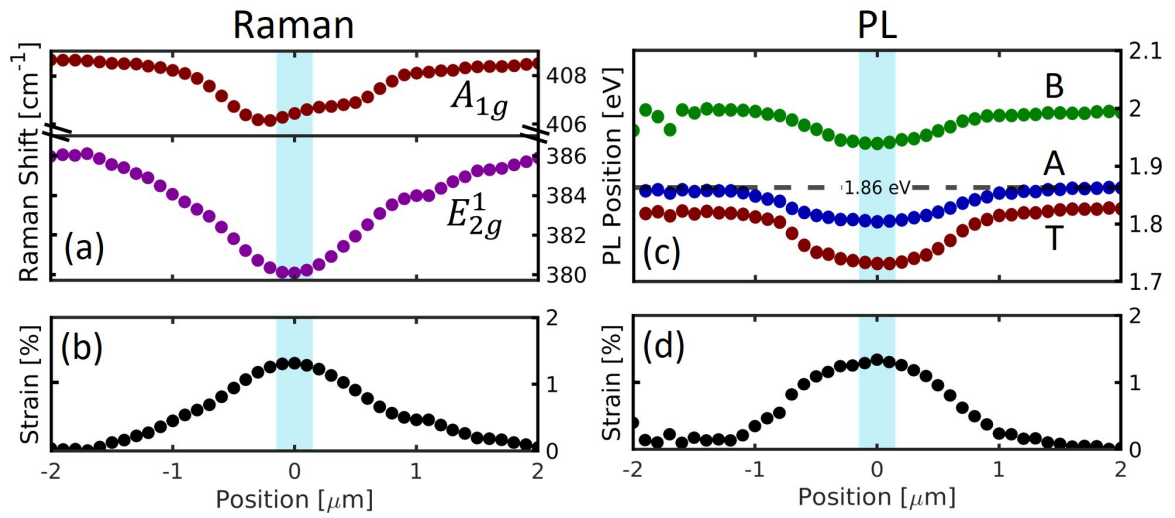 Raman
PL
Raman Shift [cm⁻¹]
408
406
A₁g
386
384
382
380
E¹₂g
(a)
PL Position [eV]
2.1
2
1.9
1.8
1.7
B
A
1.86 eV
T
(c)
Strain [%]
(b)
2
1
0
-2
-1
0
1
2
Position [μm]
Strain [%]
(d)
2
1
0
-2
-1
0
1
2
Position [μm]